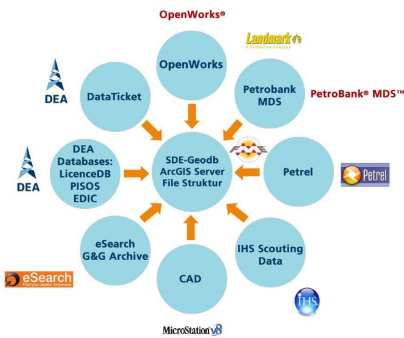 OpenWorks®
Landmark
OpenWorks
DEA
DataTicket
Petrobank
MDS
PetroBank® MDS™
DEA
DEA
Databases:
LicenceDB
PISOS
EDIC
SDE-Geodb
ArcGIS Server
File Struktur
Petrel
Petrel
eSearch
G&G Archive
IHS Scouting
Data
eSearch
CAD
IHS
MicroStation v8